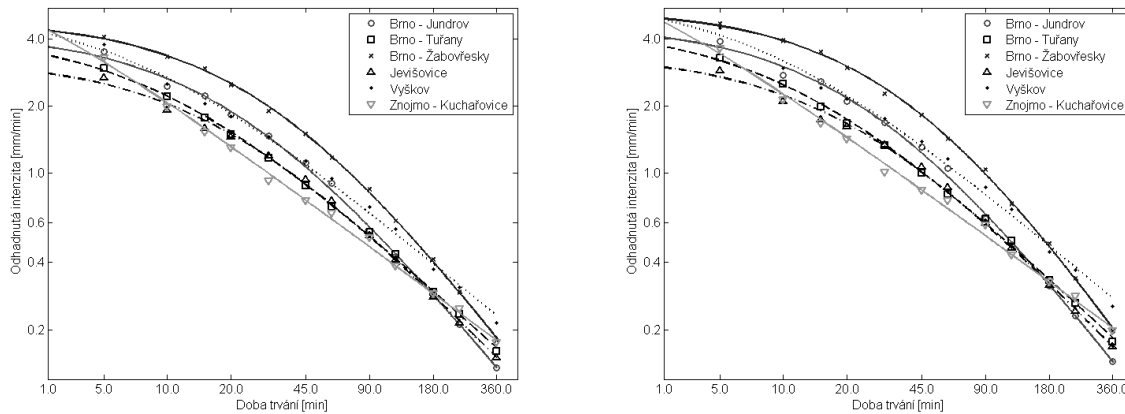 4.0
2.0
1.0
0.6
0.4
0.2
Odhadnutá intenzita [mm/min]
1.0 5.0 10.0 20.0 45.0 90.0 180.0 360.0
Doba trvání [min]
Brno - Jundrov
Brno - Tuřany
Brno - Žabovřesky
Jevišovice
Vyškov
Znojmo - Kuchařovice
4.0
2.0
1.0
0.6
0.4
0.2
Odhadnutá intenzita [mm/min]
1.0 5.0 10.0 20.0 45.0 90.0 180.0 360.0
Doba trvání [min]
Brno - Jundrov
Brno - Tuřany
Brno - Žabovřesky
Jevišovice
Vyškov
Znojmo - Kuchařovice